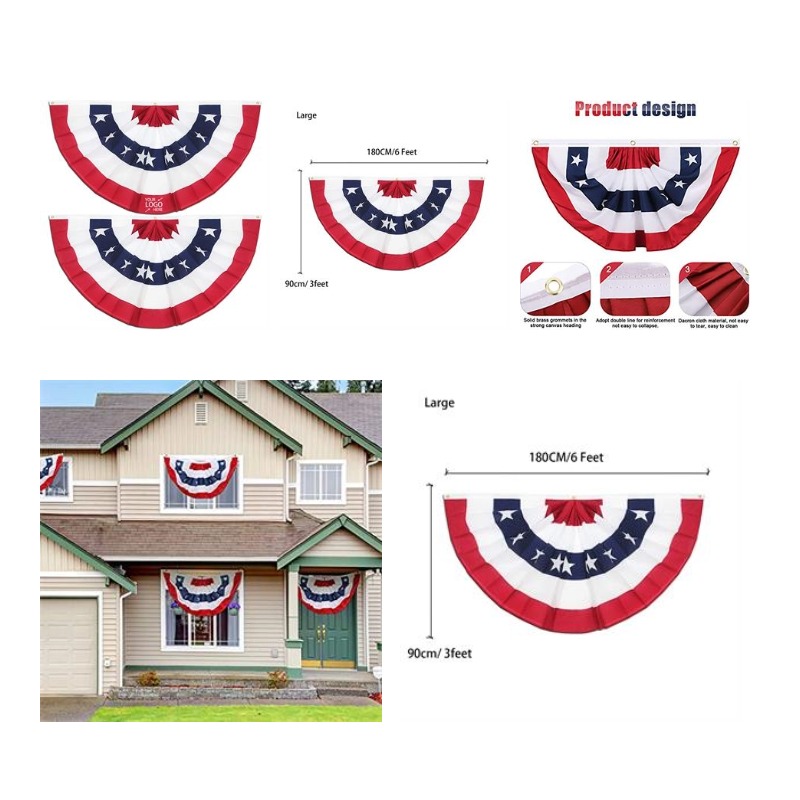 YOUR
LOGO
HERE
Large
180CM/6 Feet
90cm/ 3feet
Product design
1
2
3
Solid brass grommets in the
strong canvas heading
Adopt double line for reinforcement
not easy to collapse,
Dacron cloth material, not easy
to tear, easy to clean
Large
180CM/6 Feet
90cm/ 3feet